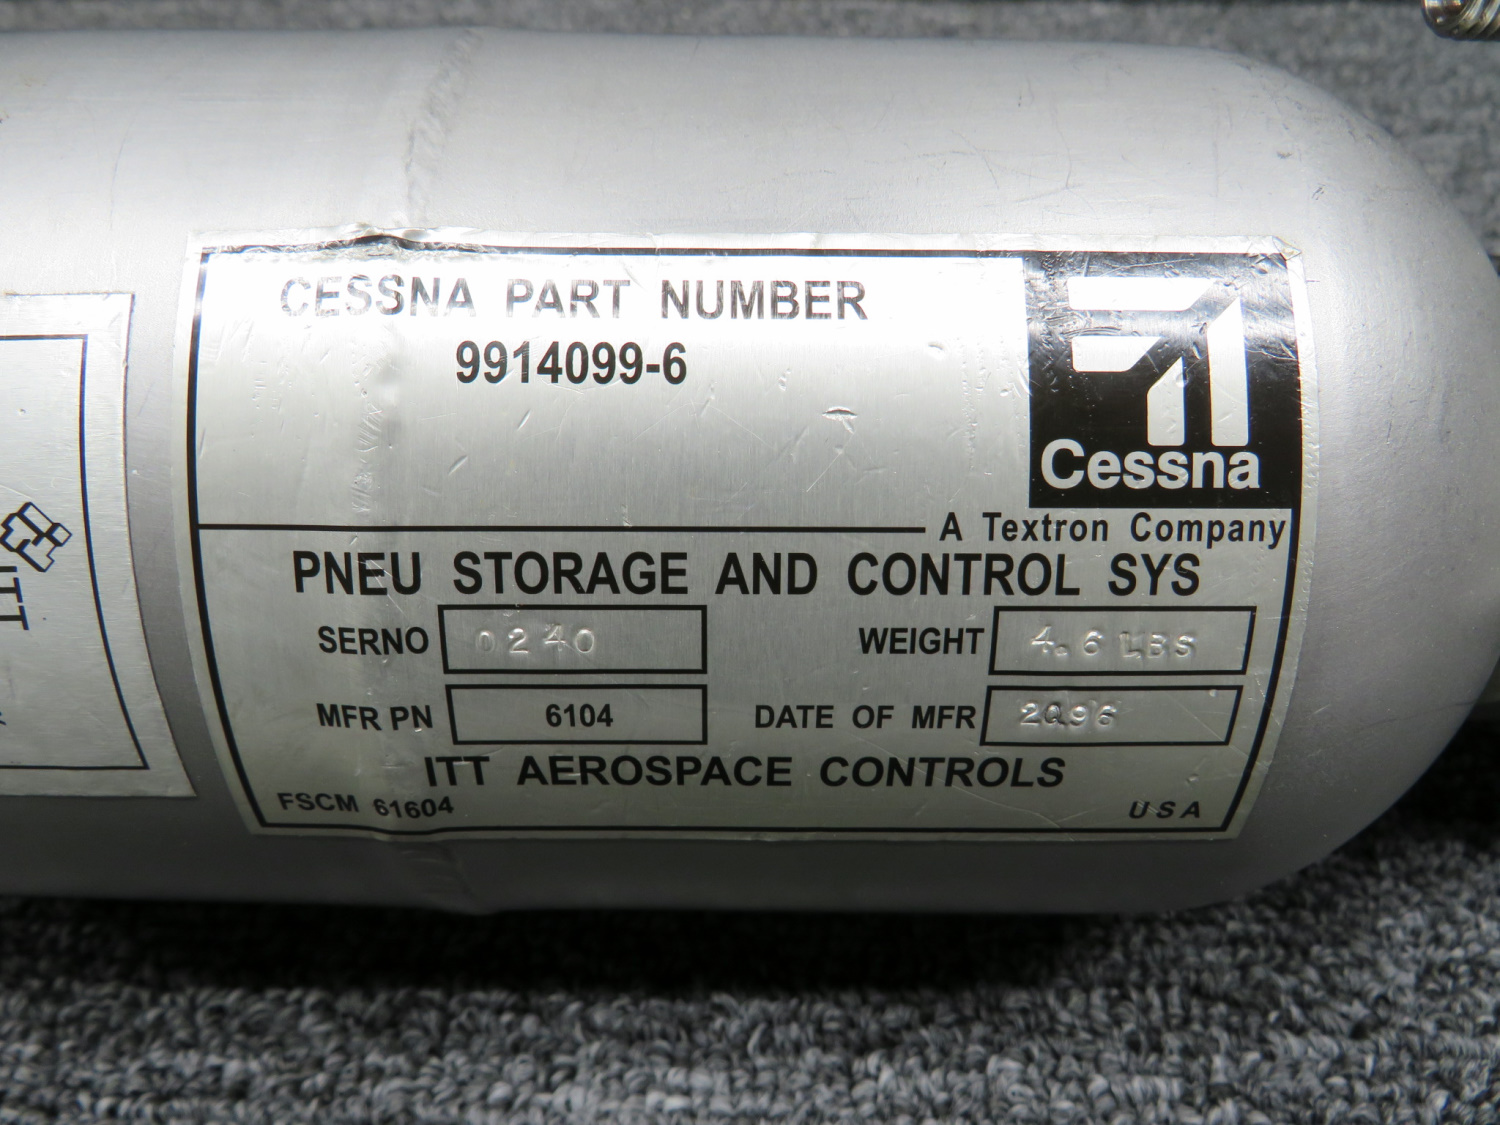 CESSNA PART NUMBER
9914099-6
Cessna
A Textron Company
PNEU STORAGE AND CONTROL SYS
SERNO 0240 WEIGHT 4.6 LBS
MFR PN 6104 DATE OF MFR 2Q96
ITT AEROSPACE CONTROLS
FSCM 61604 USA